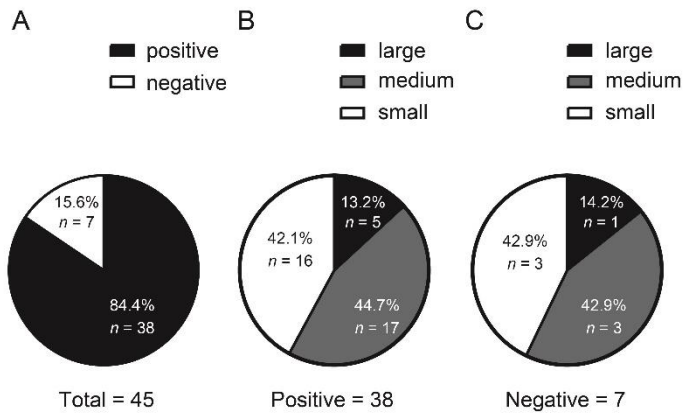 A
positive
negative
15.6%
n = 7
84.4%
n = 38
Total = 45
B
large
medium
small
13.2%
n = 5
42.1%
n = 16
44.7%
n = 17
Positive = 38
C
large
medium
small
14.2%
n = 1
42.9%
n = 3
42.9%
n = 3
Negative = 7